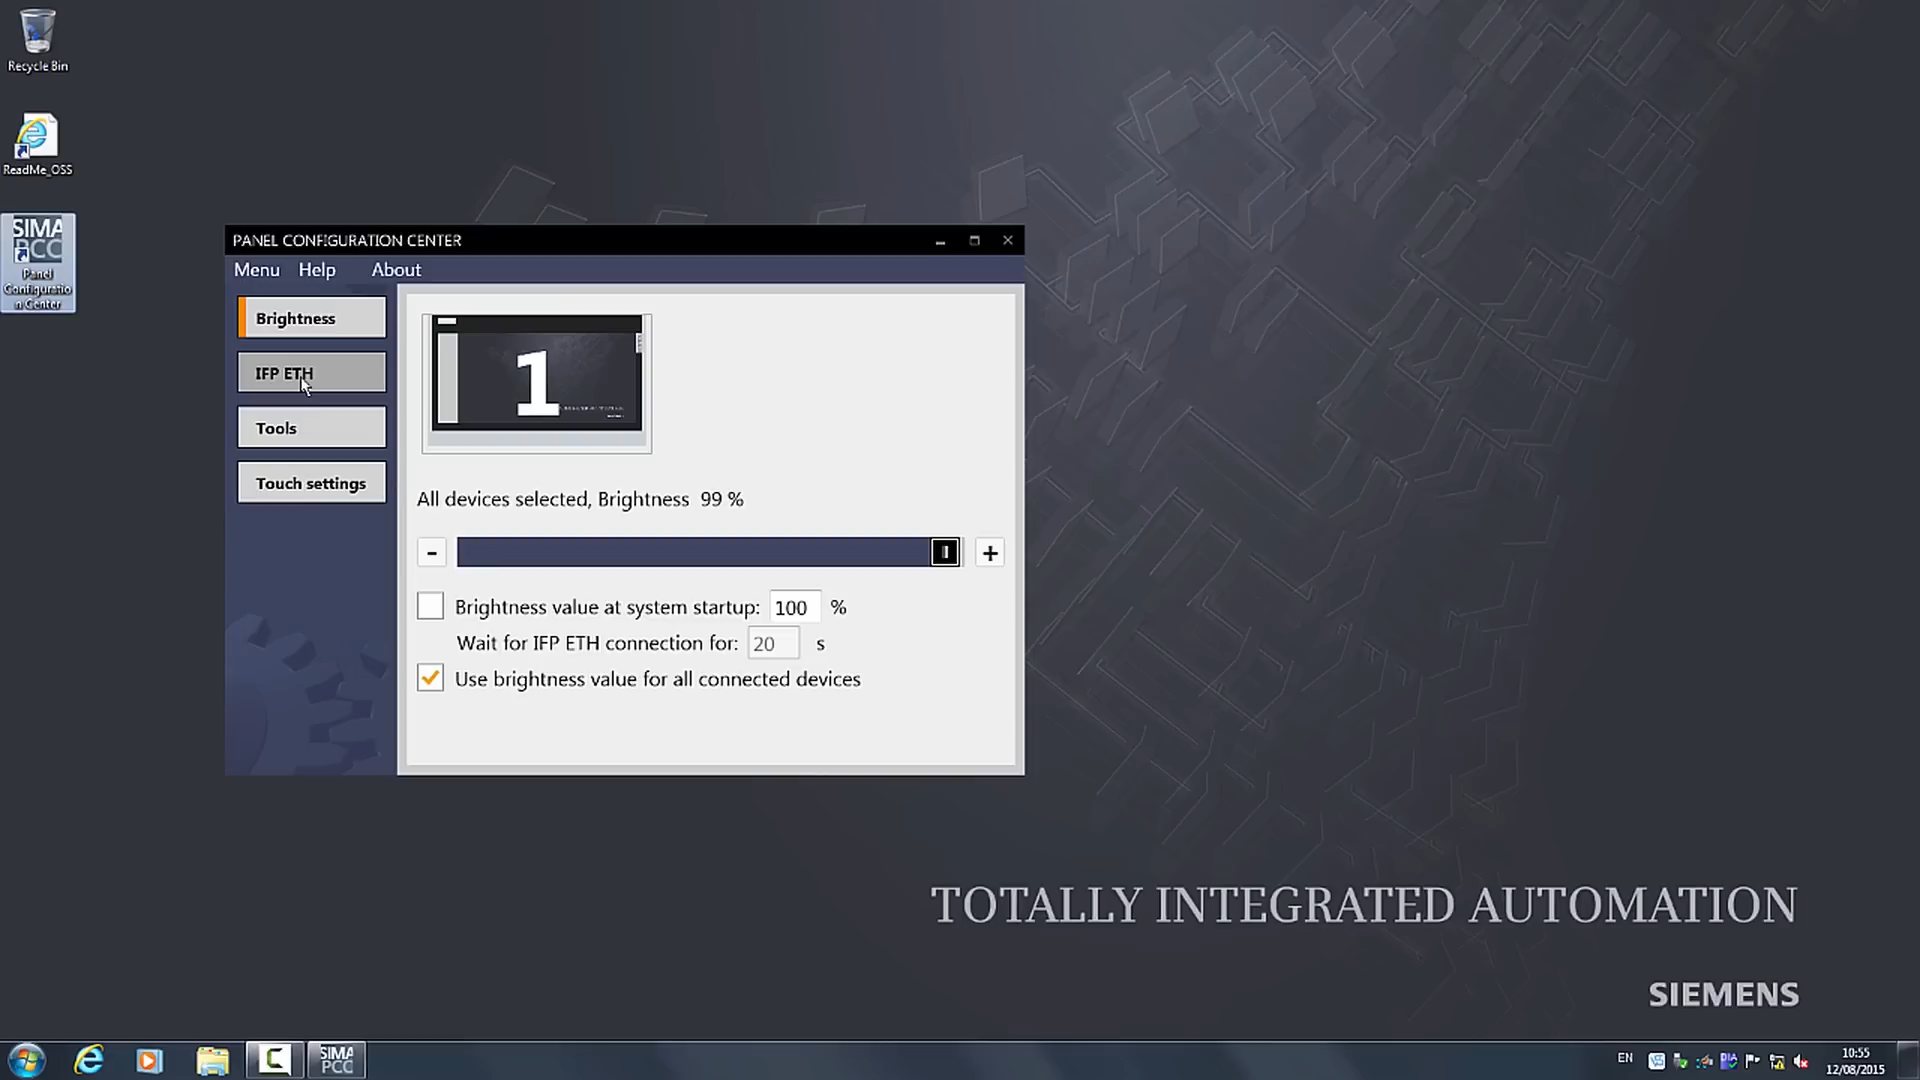 Recycle Bin
ReadMe_OSS
SIMA
PCC
Panel
Configuratio
n Center
PANEL CONFIGURATION CENTER
Menu Help About
Brightness
IFP ETH
Tools
Touch settings
1
All devices selected, Brightness 99 %
- +
Brightness value at system startup: 100 %
Wait for IFP ETH connection for: 20 s
Use brightness value for all connected devices
TOTALLY INTEGRATED AUTOMATION
SIEMENS
SIMA
PCC
EN
10:55
12/08/2015